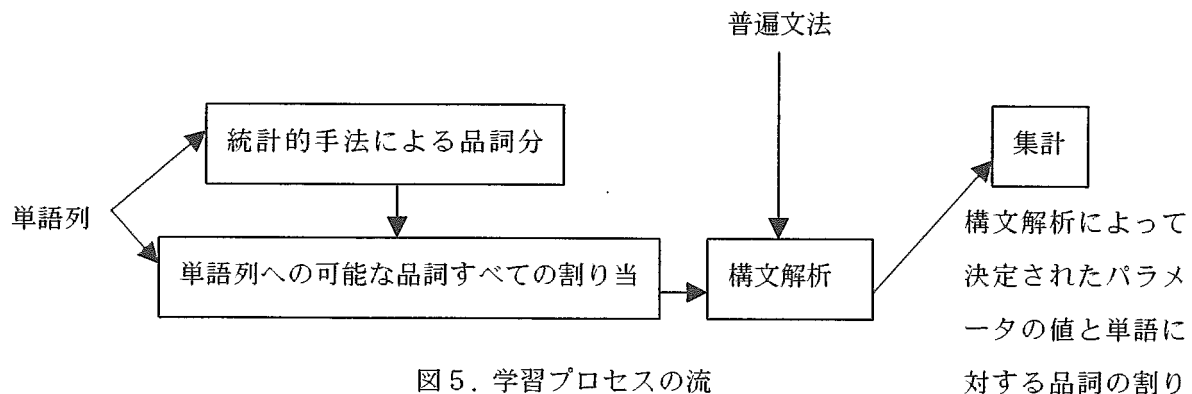 普遍文法
統計的手法による品詞分
集計
単語列
単語列への可能な品詞すべての割り当
構文解析
構文解析によって
決定されたパラメ
ータの値と単語に
対する品詞の割り
図5. 学習プロセスの流